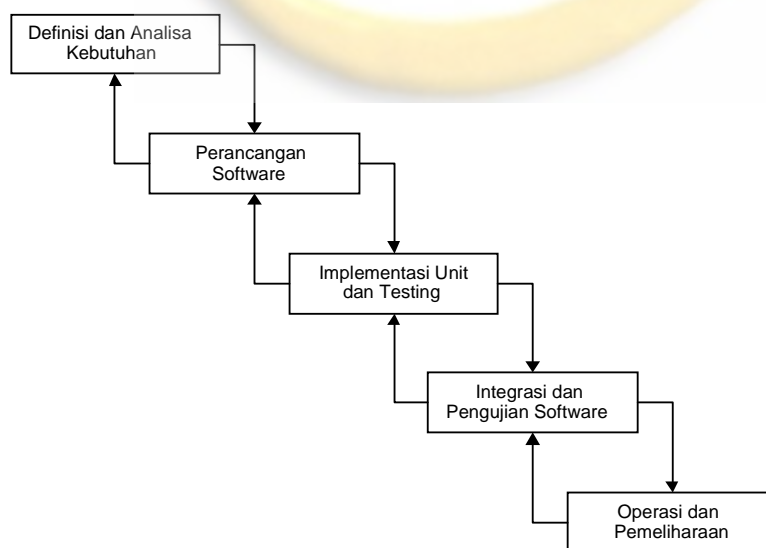 Definisi dan Analisa
Kebutuhan
Perancangan
Software
Implementasi Unit
dan Testing
Integrasi dan
Pengujian Software
Operasi dan
Pemeliharaan